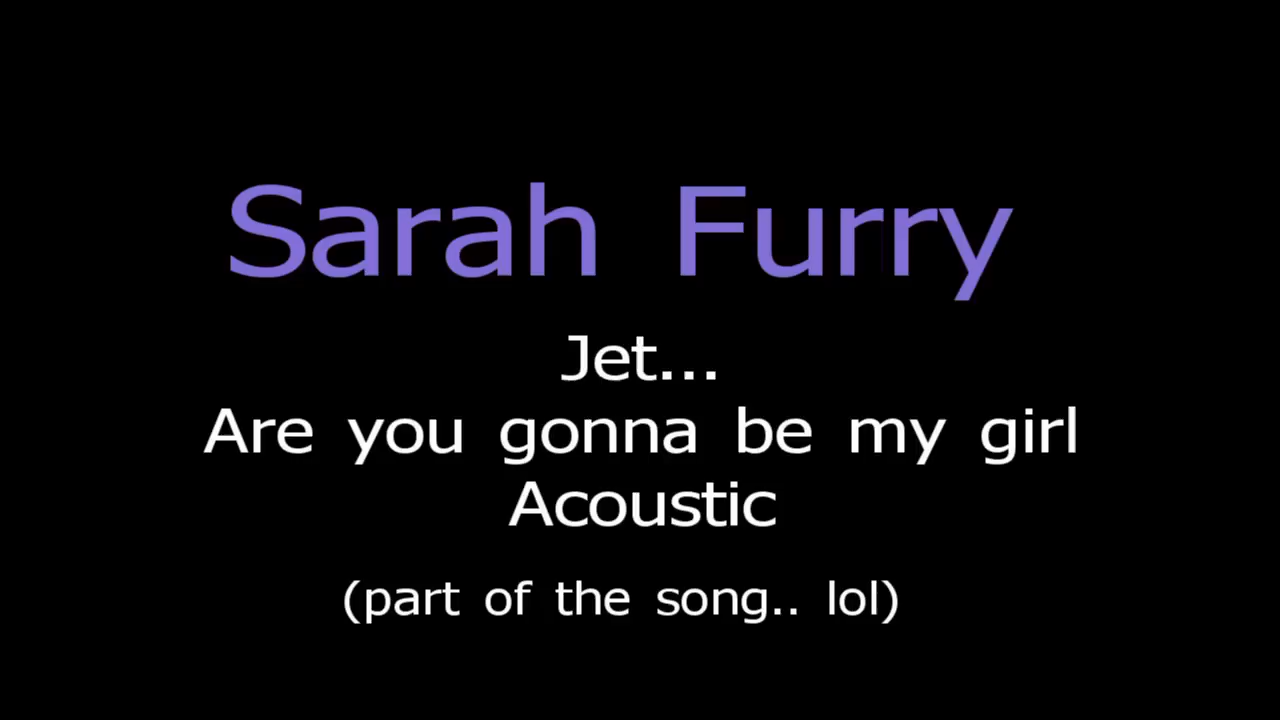 Sarah Furry
Jet...
Are you gonna be my girl
Acoustic
(part of the song.. lol)